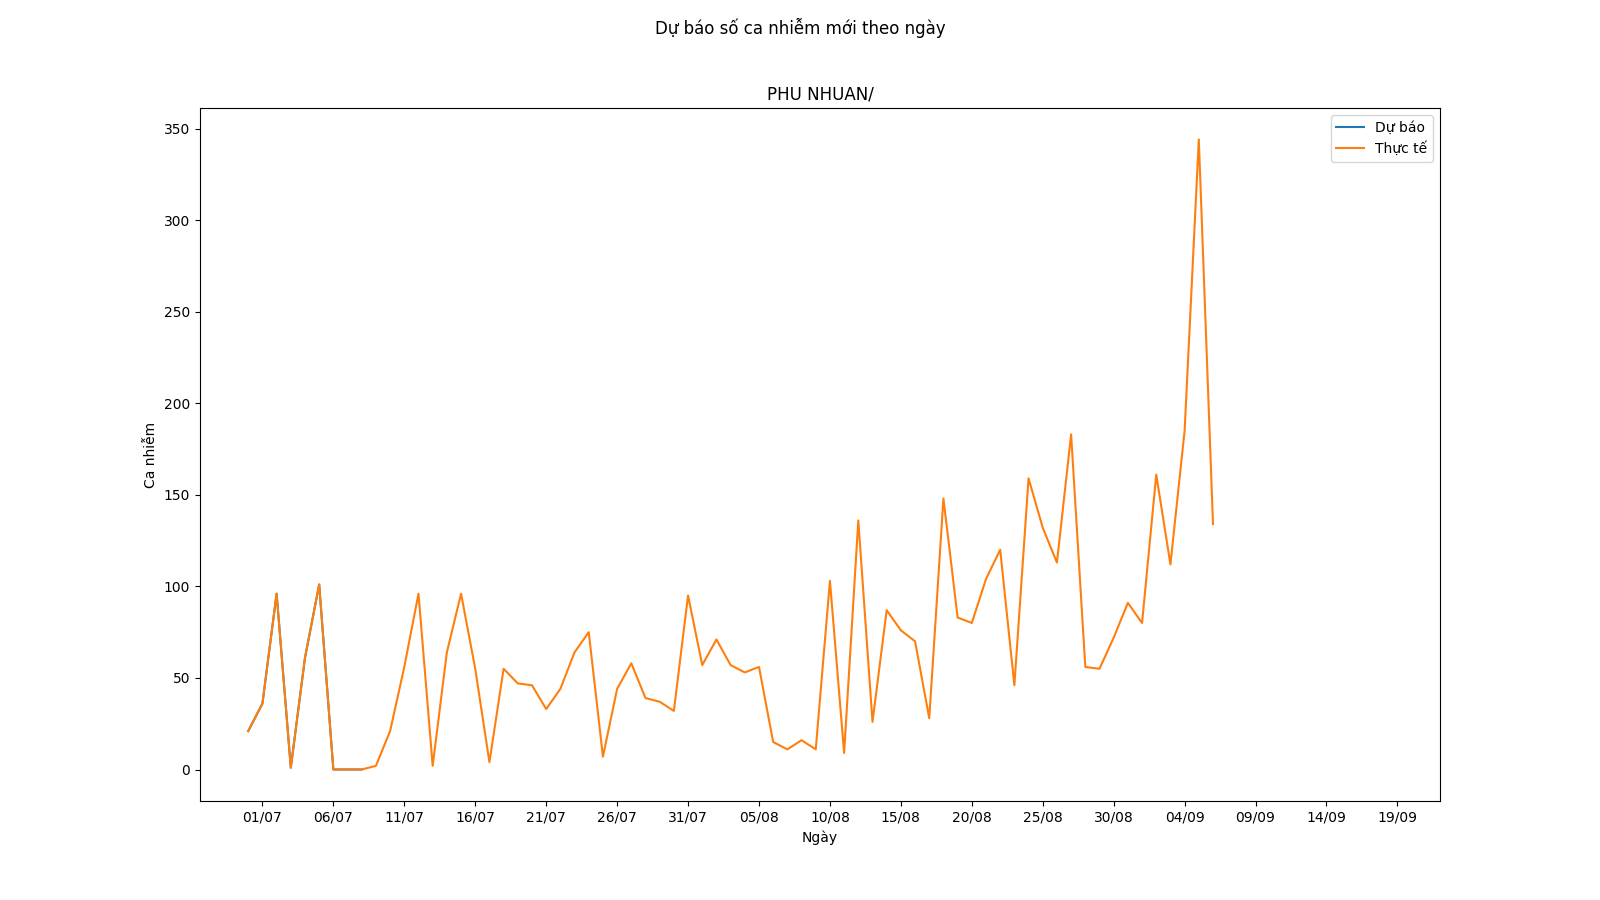 Dự báo số ca nhiễm mới theo ngày
PHU NHUAN/
Dự báo
Thực tế
350
300
250
200
150
100
50
0
Ca nhiễm
01/07 06/07 11/07 16/07 21/07 26/07 31/07 05/08 10/08 15/08 20/08 25/08 30/08 04/09 09/09 14/09 19/09
Ngày